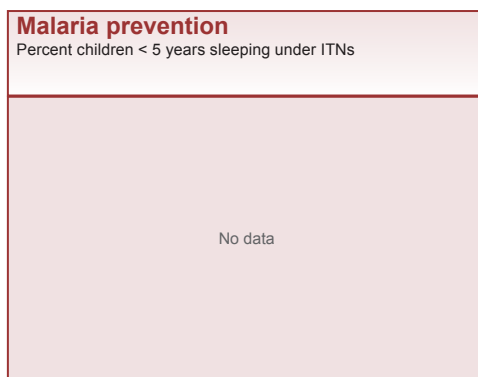 Malaria prevention
Percent children < 5 years sleeping under ITNs
No data